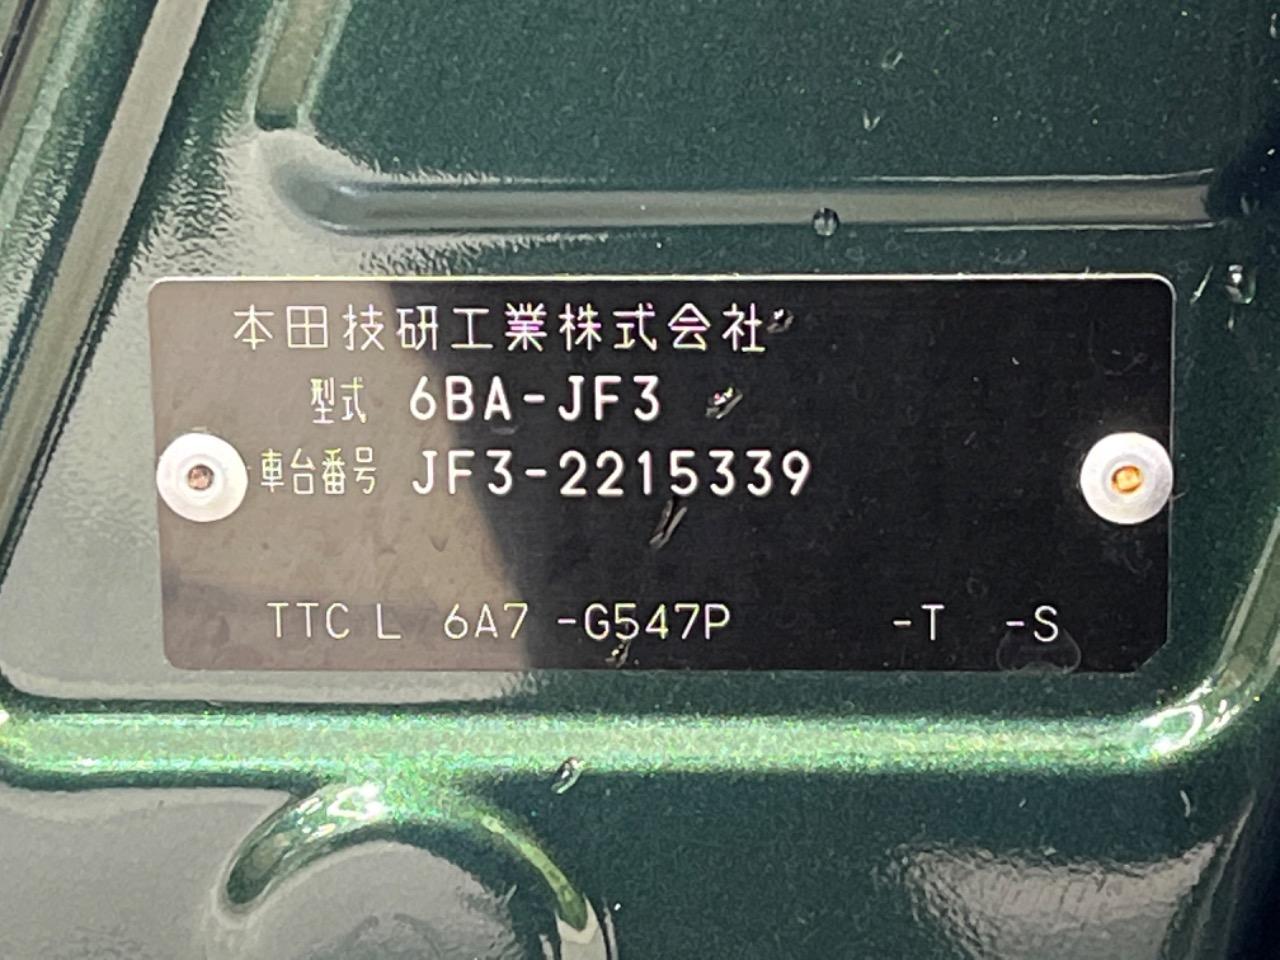 本田技研工業株式会社
型式 6BA-JF3
車台番号 JF3-2215339
TTC L 6A7 -G547P -T -S